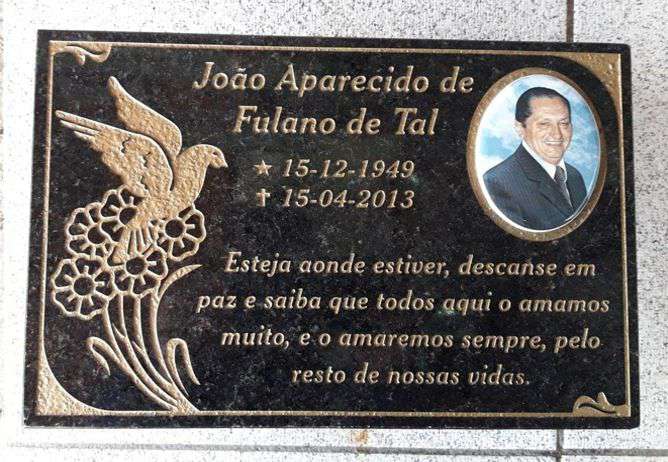 João Aparecido de
Fulano de Tal
★ 15-12-1949
✝ 15-04-2013
Esteja aonde estiver, descanse em
paz e saiba que todos aqui o amamos
muito, e o amaremos sempre, pelo
resto de nossas vidas.